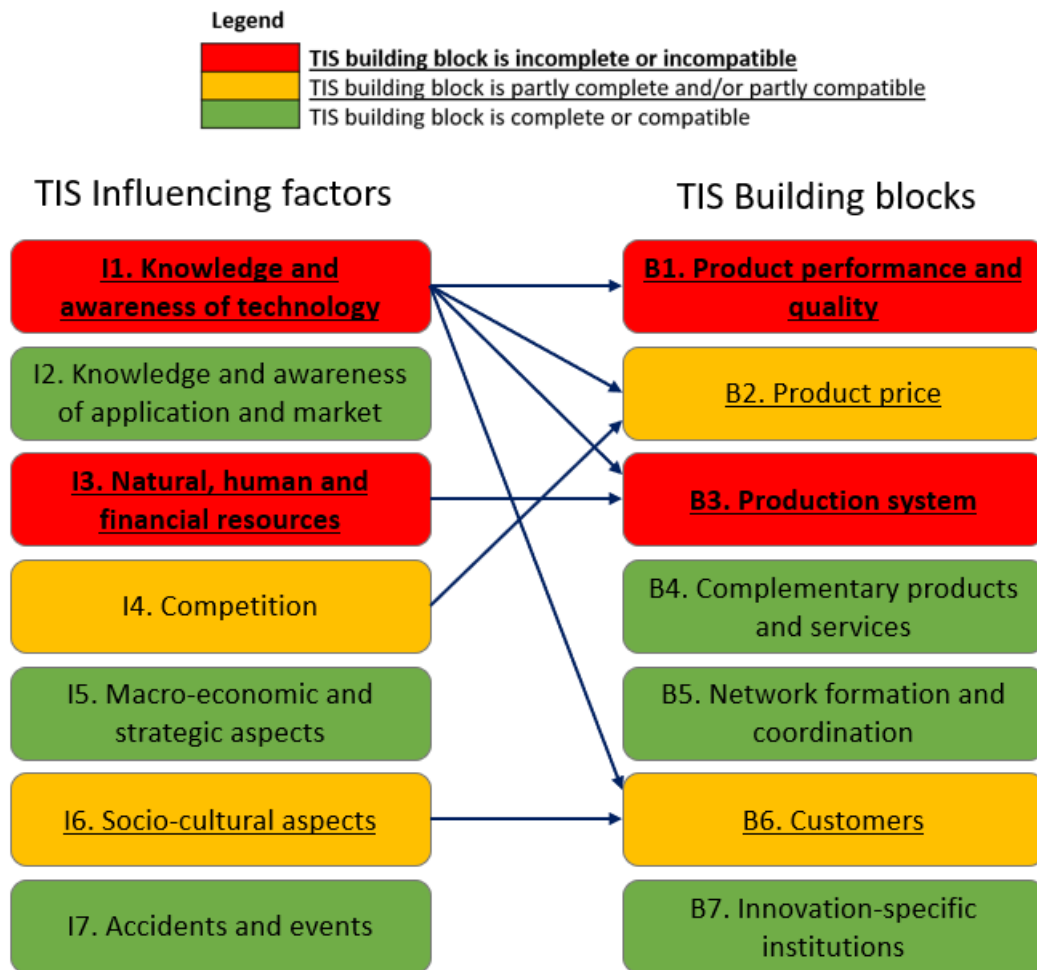 Legend
TIS building block is incomplete or incompatible
TIS building block is partly complete and/or partly compatible
TIS building block is complete or compatible
TIS Influencing factors
TIS Building blocks
I1. Knowledge and
awareness of technology
B1. Product performance and
quality
I2. Knowledge and awareness
of application and market
B2. Product price
I3. Natural, human and
financial resources
B3. Production system
I4. Competition
B4. Complementary products
and services
I5. Macro-economic and
strategic aspects
B5. Network formation and
coordination
I6. Socio-cultural aspects
B6. Customers
I7. Accidents and events
B7. Innovation-specific
institutions